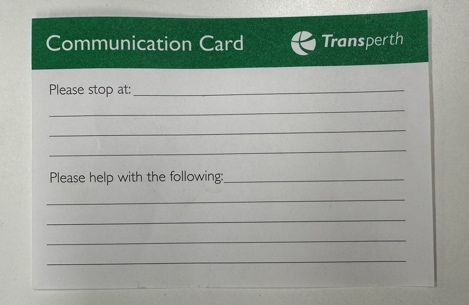 Communication Card
Transperth
Please stop at:
Please help with the following: